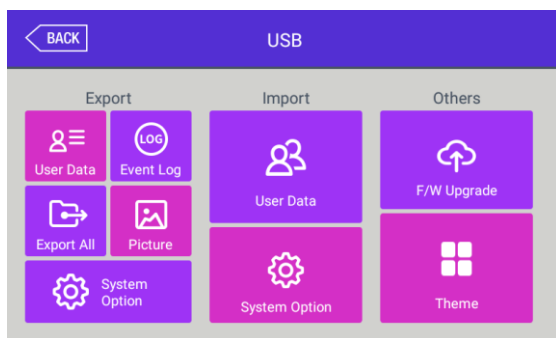 BACK
USB
Export
Import
Others
User Data
LOG
Event Log
Export All
Picture
System
Option
User Data
System Option
F/W Upgrade
Theme